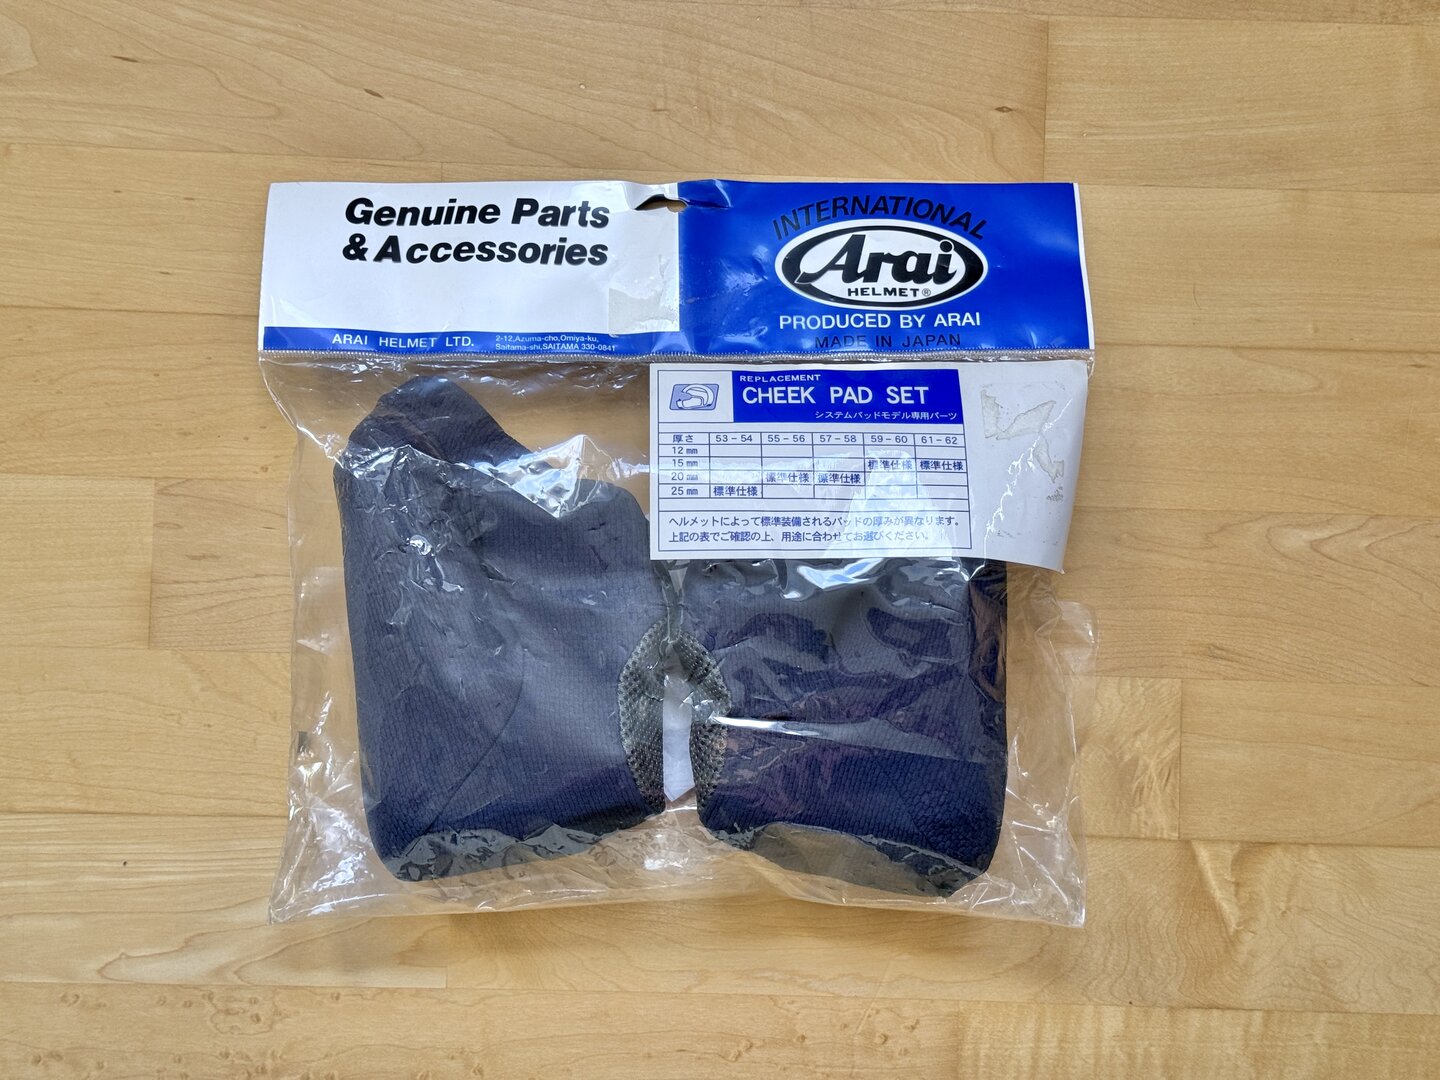 Genuine Parts
& Accessories
ARAI HELMET LTD.
2-12,Azuma-cho,Omiya-ku,
Saitama-shi,SAITAMA 330-0841
INTERNATIONAL
Arai
HELMET®
PRODUCED BY ARAI
MADE IN JAPAN
REPLACEMENT
CHEEK PAD SET
システムパッドモデル専用パーツ
厚さ 53-54 55-56 57-58 59-60 61-62
12mm
15mm 標準仕様 標準仕様
20mm 標準仕様 標準仕様
25mm 標準仕様
ヘルメットによって標準装備されるパッドの厚みが異なります。
上記の表でご確認の上、用途に合わせてお選びください。